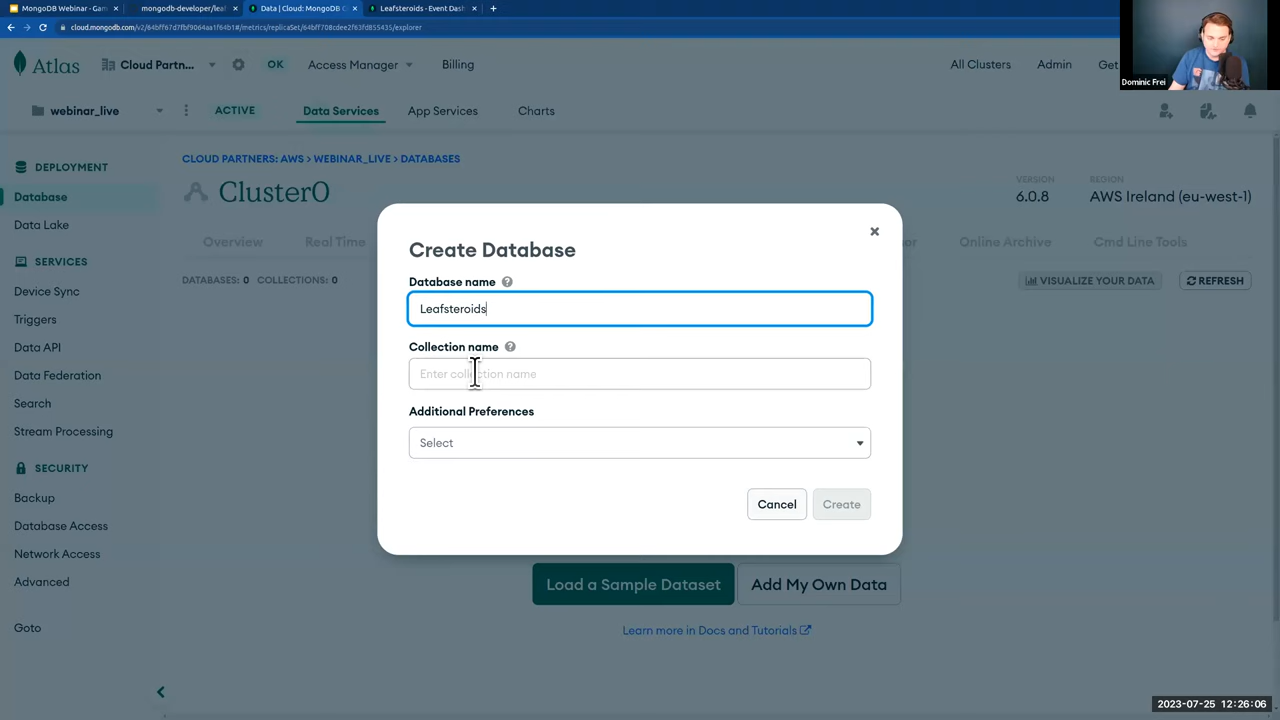 MongoDB Webinar - Gam
mongodb-developer/leaf
Data | Cloud: MongoDB C
Leafsteroids - Event Das
cloud.mongodb.com/v2/64bff67d7fbf9064aa1f64b1#/metrics/replicaSet/64bff708cdee2f63fd855435/explorer
Dominic Frei
Atlas
Cloud Partn...
OK
Access Manager
Billing
All Clusters
Admin
Get
webinar_live
ACTIVE
Data Services
App Services
Charts
DEPLOYMENT
Database
Data Lake
SERVICES
Device Sync
Triggers
Data API
Data Federation
Search
Stream Processing
SECURITY
Backup
Database Access
Network Access
Advanced
Goto
CLOUD PARTNERS: AWS > WEBINAR_LIVE > DATABASES
Cluster0
VERSION
6.0.8
REGION
AWS Ireland (eu-west-1)
Overview
Real Time
Online Archive
Cmd Line Tools
DATABASES: 0 COLLECTIONS: 0
VISUALIZE YOUR DATA
REFRESH
Create Database
Database name
Leafsteroids
Collection name
Enter collection name
Additional Preferences
Select
Cancel
Create
Load a Sample Dataset
Add My Own Data
Learn more in Docs and Tutorials
2023-07-25 12:26:06